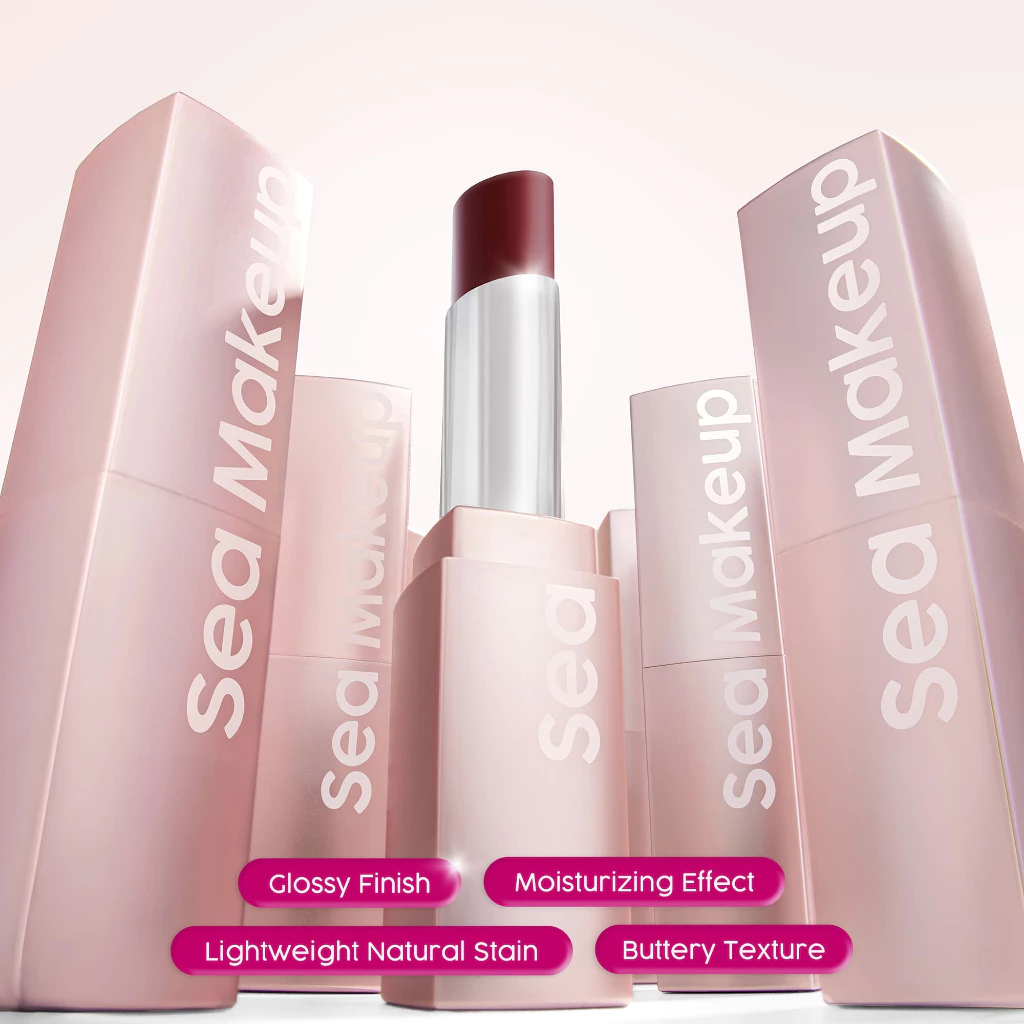 Sea Makeup
Sea Makeup
Sea
Sea Makeup
Sea Makeup
Glossy Finish
Moisturizing Effect
Lightweight Natural Stain
Buttery Texture